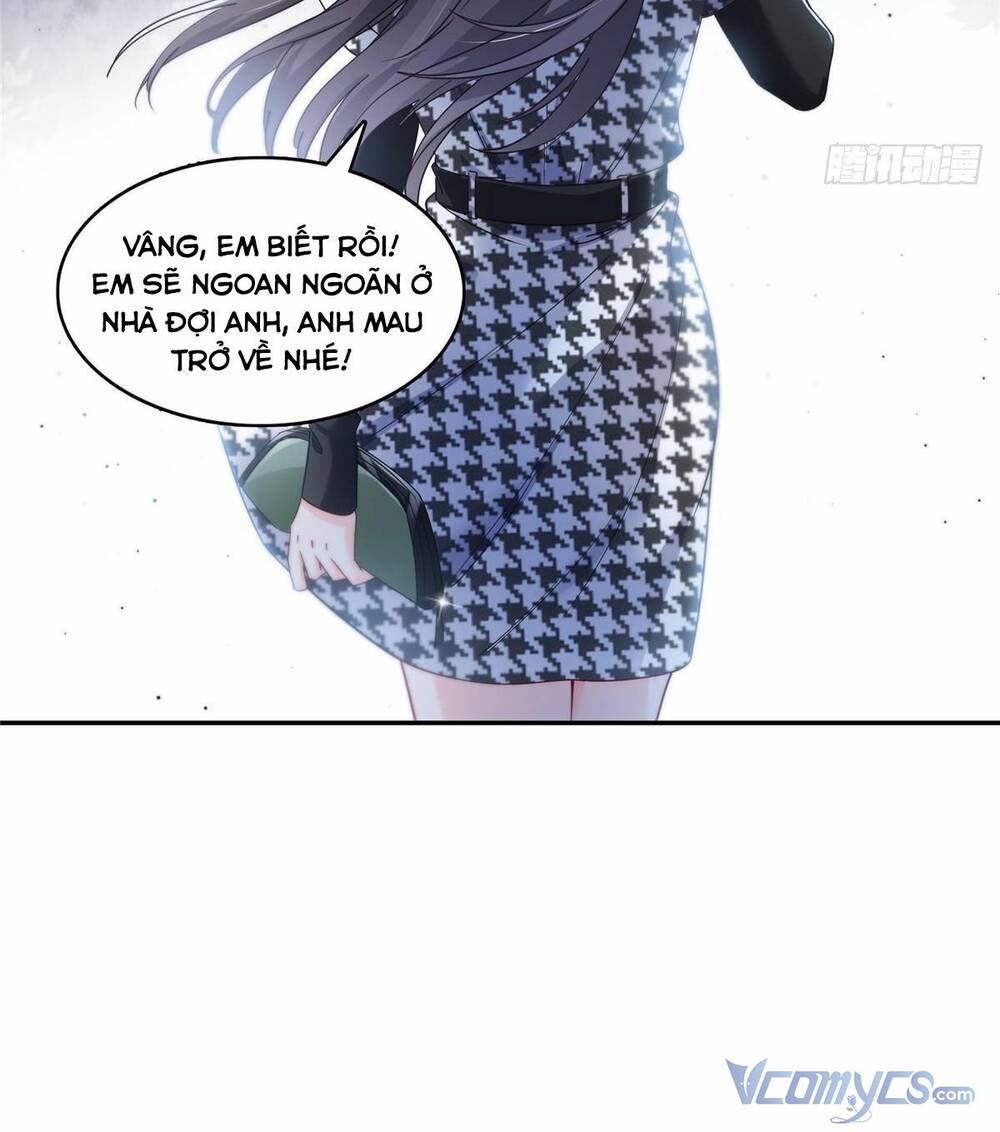 腾讯动漫
VÂNG, EM BIẾT RỒI!
EM SẼ NGOAN NGOÃN Ở
NHÀ ĐỢI ANH, ANH MAU
TRỞ VỀ NHÉ!
VCOMYCS.com